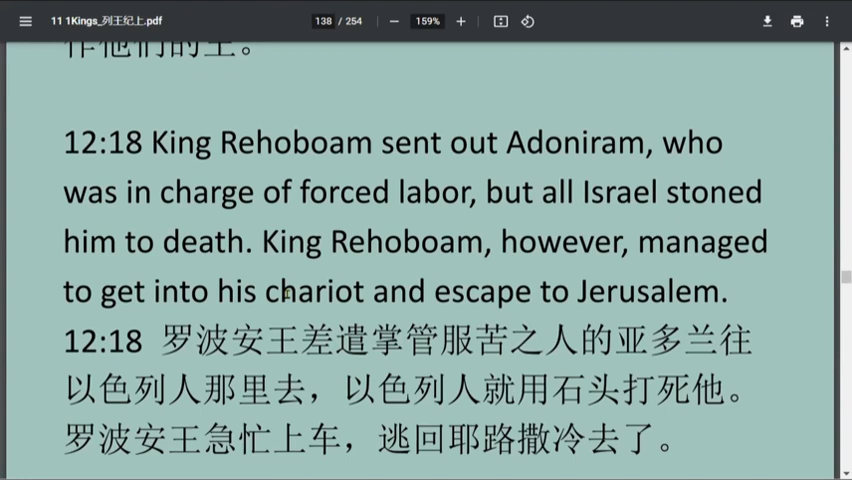 11 1Kings_列王纪上.pdf
138 / 254
159%
作他们的王。
12:18 King Rehoboam sent out Adoniram, who
was in charge of forced labor, but all Israel stoned
him to death. King Rehoboam, however, managed
to get into his chariot and escape to Jerusalem.
12:18 罗波安王差遣掌管服苦之人的亚多兰往
以色列人那里去，以色列人就用石头打死他。
罗波安王急忙上车，逃回耶路撒冷去了。